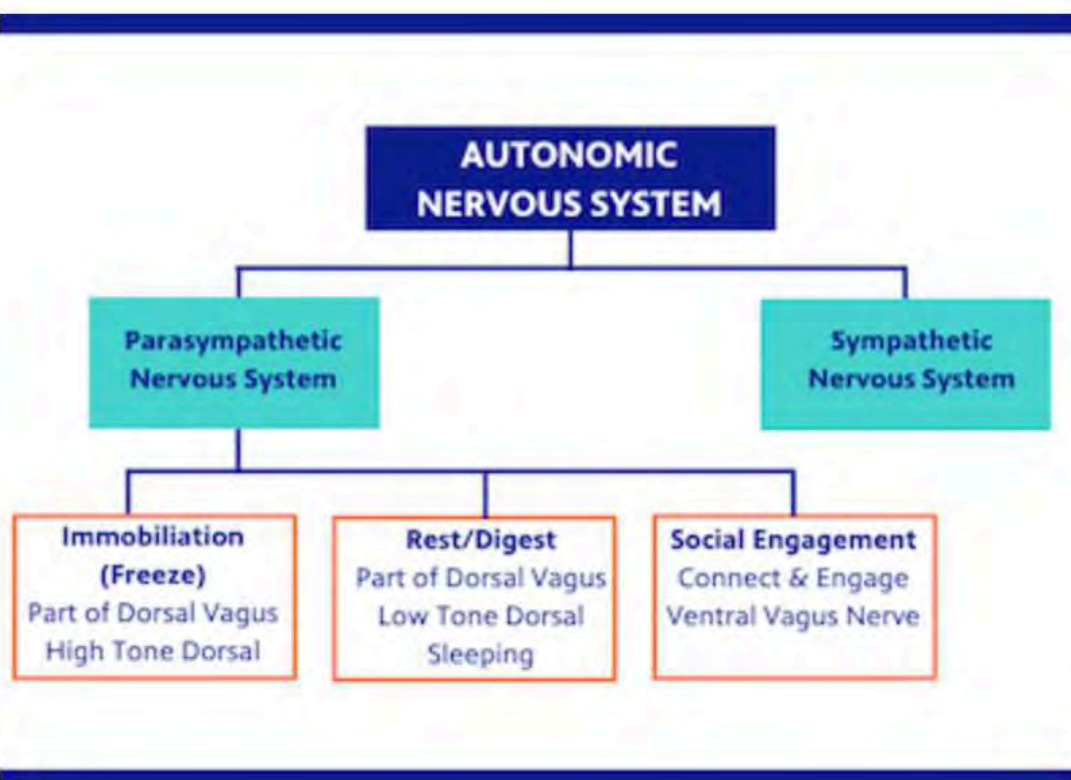 AUTONOMIC
NERVOUS SYSTEM
Parasympathetic
Nervous System
Sympathetic
Nervous System
Immobiliation
(Freeze)
Part of Dorsal Vagus
High Tone Dorsal
Rest/Digest
Part of Dorsal Vagus
Low Tone Dorsal
Sleeping
Social Engagement
Connect & Engage
Ventral Vagus Nerve